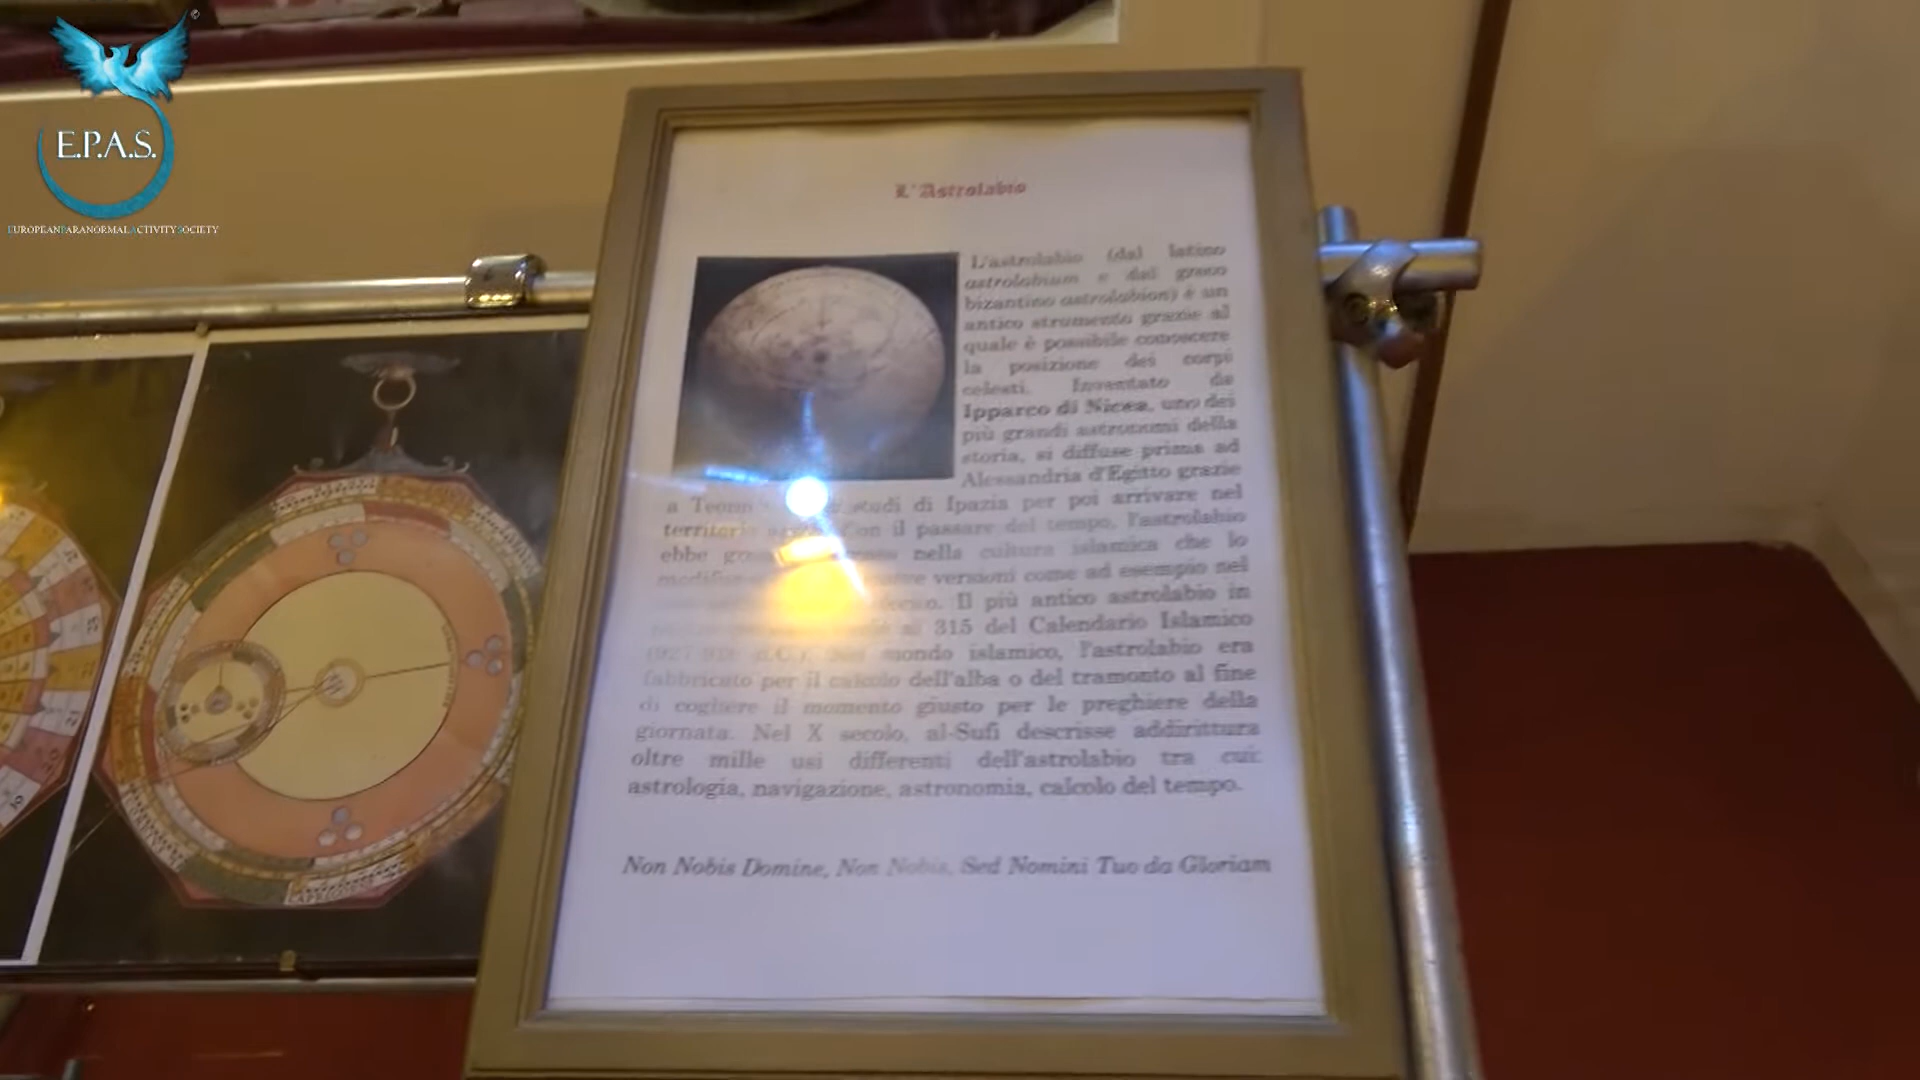 E.P.A.S.
EUROPEAN PARANORMAL ACTIVITY SOCIETY
L'Astrolabio
L'astrolabio (dal latino
astrolabium e dal greco
bizantino astrolabion) è un
antico strumento grazie al
quale è possibile conoscere
la posizione dei corpi
celesti. Inventato da
Ipparco di Nicea, uno dei
più grandi astronomi della
storia, si diffuse prima ad
Alessandria d'Egitto grazie
a studi di Ipazia per poi arrivare nel
il passare del tempo, l'astrolabio
ebbe nella cultura islamica che lo
versioni come ad esempio nel
Il più antico astrolabio in
315 del Calendario Islamico
mondo islamico, l'astrolabio era
fabbricato per il calcolo dell'alba o del tramonto al fine
di cogliere il momento giusto per le preghiere della
giornata. Nel X secolo, al-Sufi descrisse addirittura
oltre mille usi differenti dell'astrolabio tra cui:
astrologia, navigazione, astronomia, calcolo del tempo.
Non Nobis Domine, Non Nobis, Sed Nomini Tuo da Gloriam